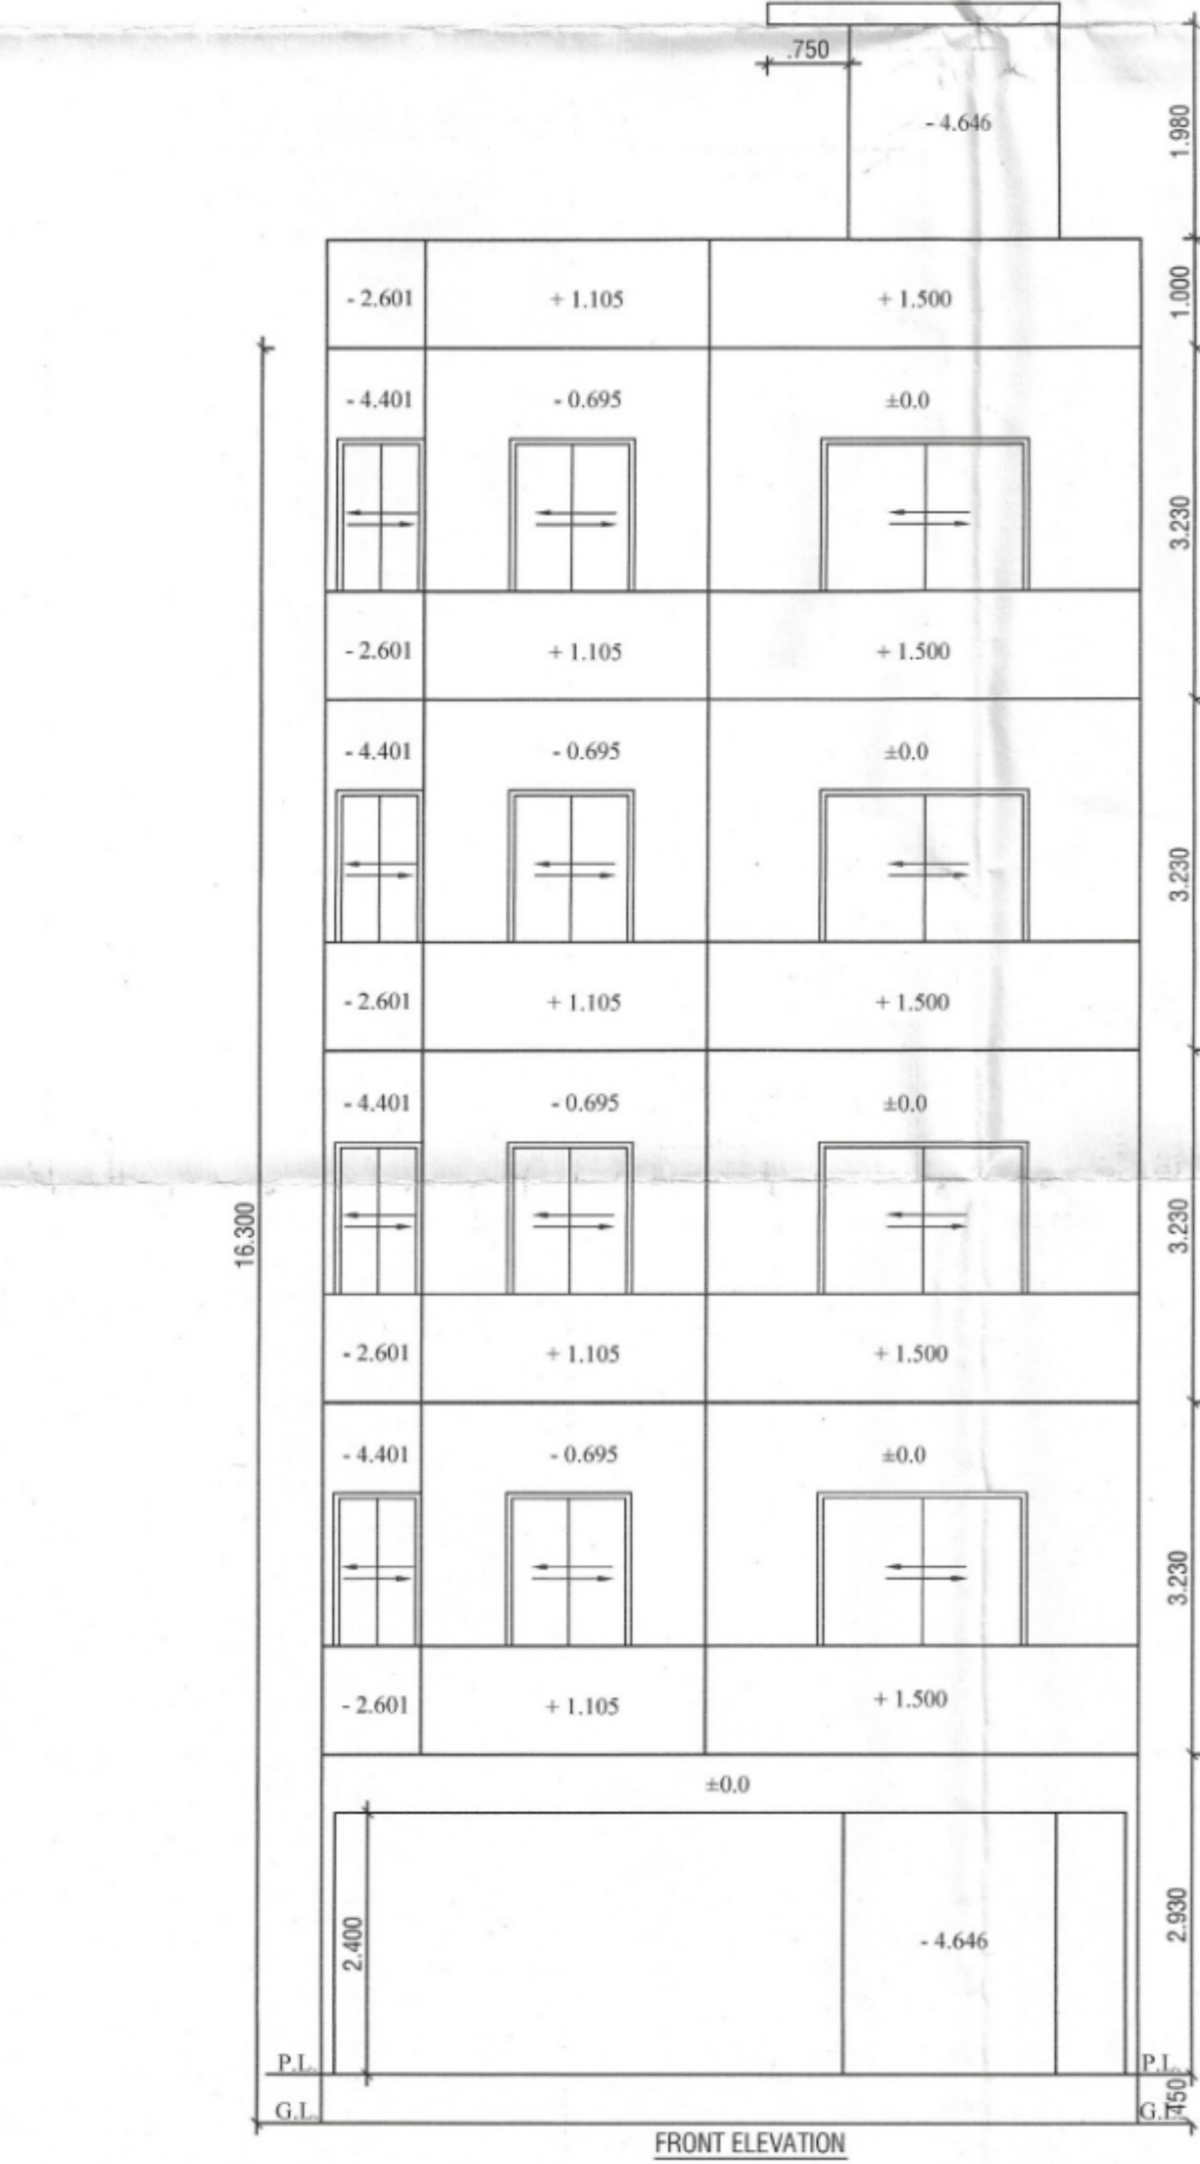 .750
- 4.646
1.980
- 2.601 + 1.105 + 1.500
1.000
- 4.401 - 0.695 ±0.0
3.230
- 2.601 + 1.105 + 1.500
- 4.401 - 0.695 ±0.0
3.230
- 2.601 + 1.105 + 1.500
- 4.401 - 0.695 ±0.0
16.300
3.230
- 2.601 + 1.105 + 1.500
- 4.401 - 0.695 ±0.0
3.230
- 2.601 + 1.105 + 1.500
±0.0
2.400
- 4.646
2.930
P.L. P.L.
.450
G.L. G.L.
FRONT ELEVATION